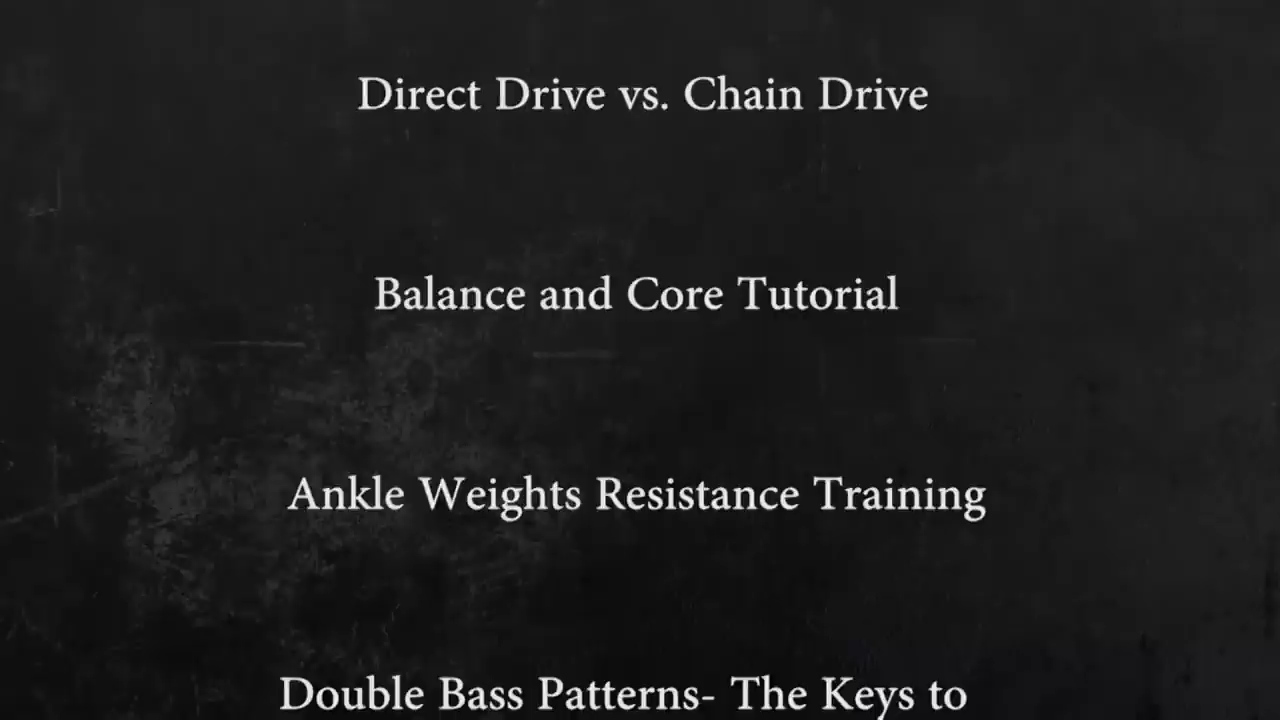 Direct Drive vs. Chain Drive
Balance and Core Tutorial
Ankle Weights Resistance Training
Double Bass Patterns- The Keys to